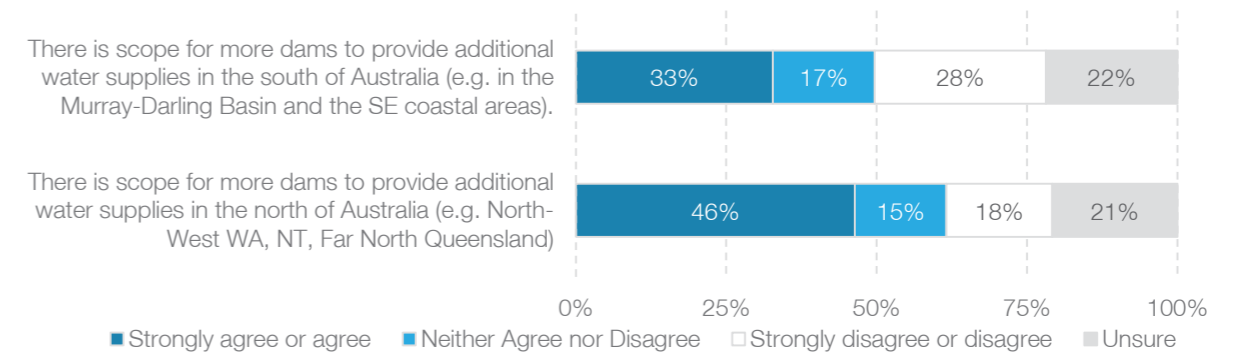 There is scope for more dams to provide additional
water supplies in the south of Australia (e.g. in the
Murray-Darling Basin and the SE coastal areas).
33% 17% 28% 22%
There is scope for more dams to provide additional
water supplies in the north of Australia (e.g. North-
West WA, NT, Far North Queensland)
46% 15% 18% 21%
0% 25% 50% 75% 100%
Strongly agree or agree Neither Agree nor Disagree Strongly disagree or disagree Unsure